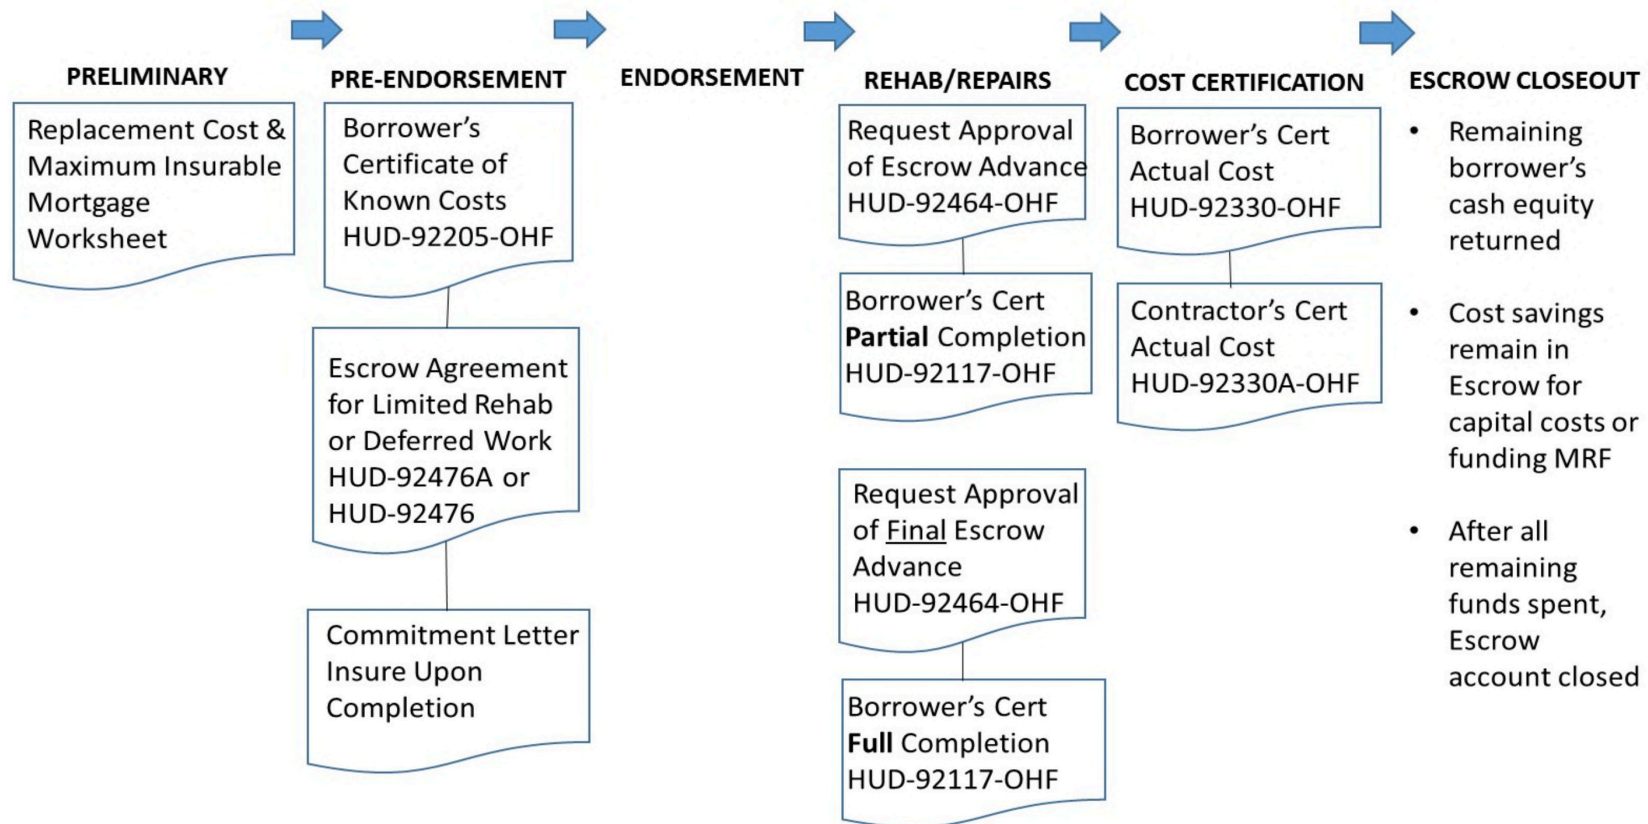 PRELIMINARY
Replacement Cost &
Maximum Insurable
Mortgage
Worksheet
PRE-ENDORSEMENT
Borrower’s
Certificate of
Known Costs
HUD-92205-OHF
Escrow Agreement
for Limited Rehab
or Deferred Work
HUD-92476A or
HUD-92476
Commitment Letter
Insure Upon
Completion
ENDORSEMENT
REHAB/REPAIRS
Request Approval
of Escrow Advance
HUD-92464-OHF
Borrower’s Cert
Partial Completion
HUD-92117-OHF
Request Approval
of Final Escrow
Advance
HUD-92464-OHF
Borrower’s Cert
Full Completion
HUD-92117-OHF
COST CERTIFICATION
Borrower’s Cert
Actual Cost
HUD-92330-OHF
Contractor’s Cert
Actual Cost
HUD-92330A-OHF
ESCROW CLOSEOUT
• Remaining
borrower’s
cash equity
returned
• Cost savings
remain in
Escrow for
capital costs or
funding MRF
• After all
remaining
funds spent,
Escrow
account closed